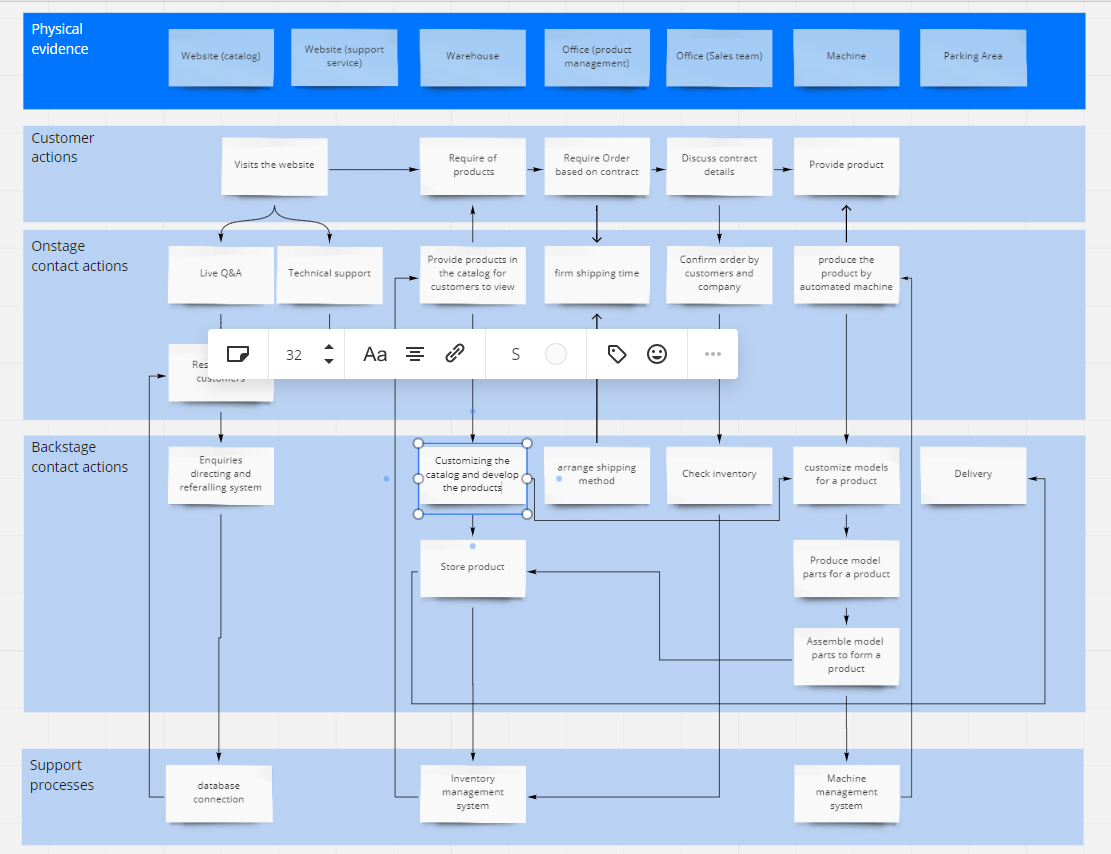 Physical
evidence
Website (catalog)
Website (support
service)
Warehouse
Office (product
management)
Office (Sales team)
Machine
Parking Area
Customer
actions
Visits the website
Require of
products
Require Order
based on contract
Discuss contract
details
Provide product
Onstage
contact actions
Live Q&A
Technical support
Provide products in
the catalog for
customers to view
firm shipping time
Confirm order by
customers and
company
produce the
product by
automated machine
32
Aa
S
customers
Backstage
contact actions
Enquiries
directing and
referalling system
Customizing the
catalog and develop
the products
arrange shipping
method
Check inventory
customize models
for a product
Delivery
Store product
Produce model
parts for a product
Assemble model
parts to form a
product
Support
processes
database
connection
Inventory
management
system
Machine
management
system